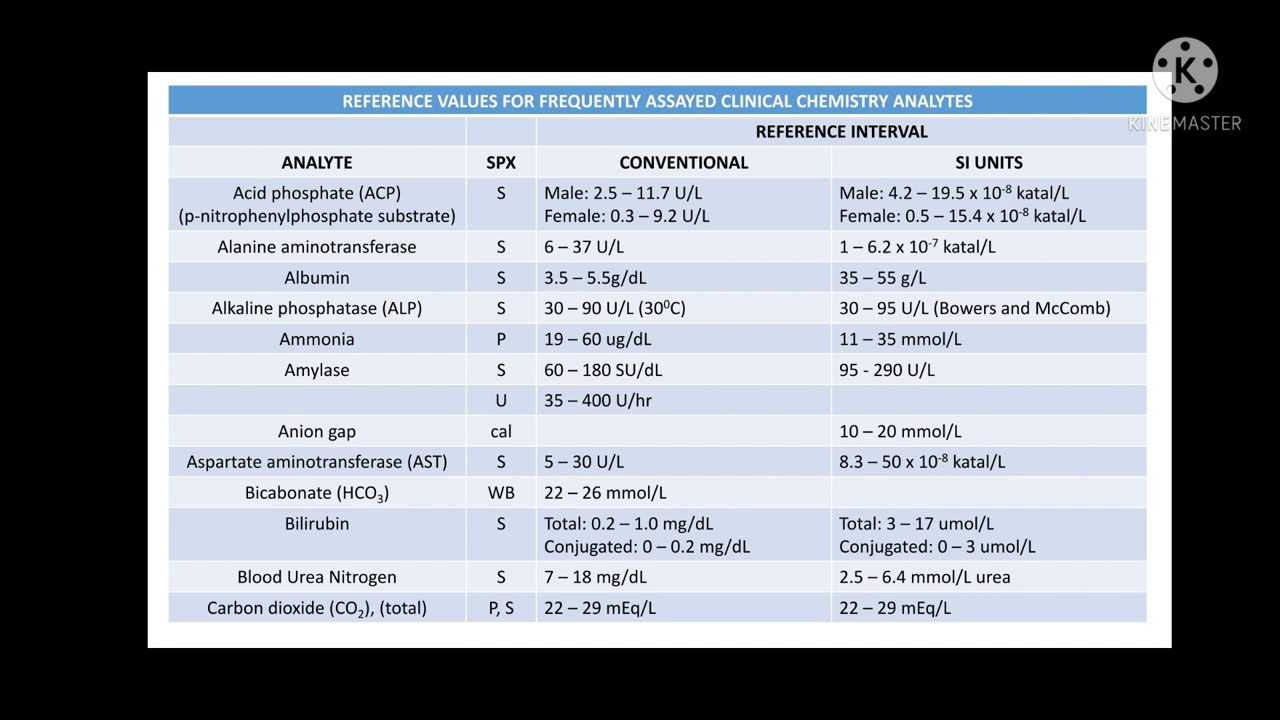 REFERENCE VALUES FOR FREQUENTLY ASSAYED CLINICAL CHEMISTRY ANALYTES
REFERENCE INTERVAL
ANALYTE SPX CONVENTIONAL SI UNITS
Acid phosphate (ACP) S Male: 2.5 – 11.7 U/L Male: 4.2 – 19.5 x 10⁻⁸ katal/L
(p-nitrophenylphosphate substrate) Female: 0.3 – 9.2 U/L Female: 0.5 – 15.4 x 10⁻⁸ katal/L
Alanine aminotransferase S 6 – 37 U/L 1 – 6.2 x 10⁻⁷ katal/L
Albumin S 3.5 – 5.5g/dL 35 – 55 g/L
Alkaline phosphatase (ALP) S 30 – 90 U/L (30⁰C) 30 – 95 U/L (Bowers and McComb)
Ammonia P 19 – 60 ug/dL 11 – 35 mmol/L
Amylase S 60 – 180 SU/dL 95 - 290 U/L
U 35 – 400 U/hr
Anion gap cal 10 – 20 mmol/L
Aspartate aminotransferase (AST) S 5 – 30 U/L 8.3 – 50 x 10⁻⁸ katal/L
Bicabonate (HCO₃) WB 22 – 26 mmol/L
Bilirubin S Total: 0.2 – 1.0 mg/dL Total: 3 – 17 umol/L
Conjugated: 0 – 0.2 mg/dL Conjugated: 0 – 3 umol/L
Blood Urea Nitrogen S 7 – 18 mg/dL 2.5 – 6.4 mmol/L urea
Carbon dioxide (CO₂), (total) P, S 22 – 29 mEq/L 22 – 29 mEq/L
K
KINEMASTER